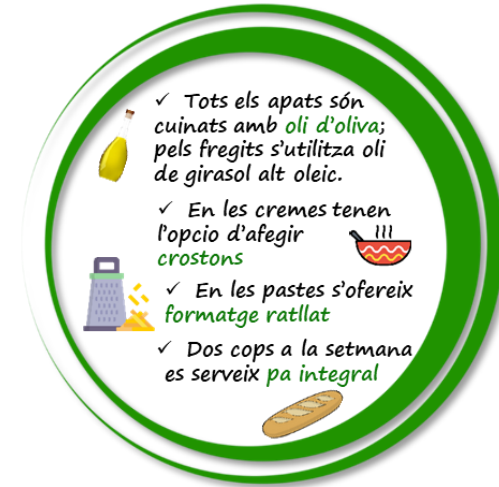 ✓ Tots els apats són
cuinats amb oli d'oliva;
pels fregits s'utilitza oli
de girasol alt oleic.
✓ En les cremes tenen
l'opcio d'afegir
crostons
✓ En les pastes s'ofereix
formatge ratllat
✓ Dos cops a la setmana
es serveix pa integral